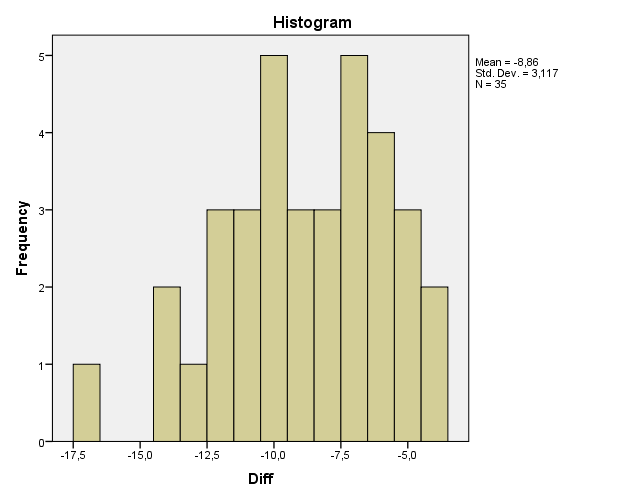 Histogram
Mean = -8,86
Std. Dev. = 3,117
N = 35
5
4
3
2
1
0
Frequency
-17,5 -15,0 -12,5 -10,0 -7,5 -5,0
Diff